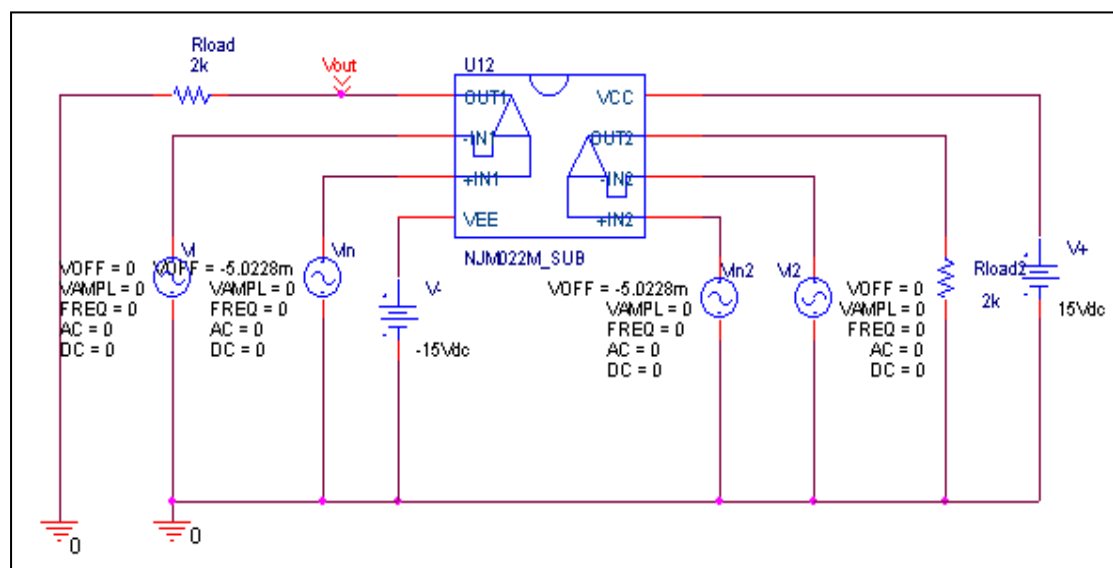 Rload
2k
Vout
U12
OUT1
-IN1
+IN1
VEE
VCC
OUT2
-IN2
+IN2
NJM022M_SUB
VI
VOFF = 0
VAMPL = 0
FREQ = 0
AC = 0
DC = 0
Vin
VOFF = -5.0228m
VAMPL = 0
FREQ = 0
AC = 0
DC = 0
V-
-15Vdc
Vin2
VOFF = -5.0228m
VAMPL = 0
FREQ = 0
AC = 0
DC = 0
VI2
VOFF = 0
VAMPL = 0
FREQ = 0
AC = 0
DC = 0
Rload2
2k
V+
15Vdc
0
0